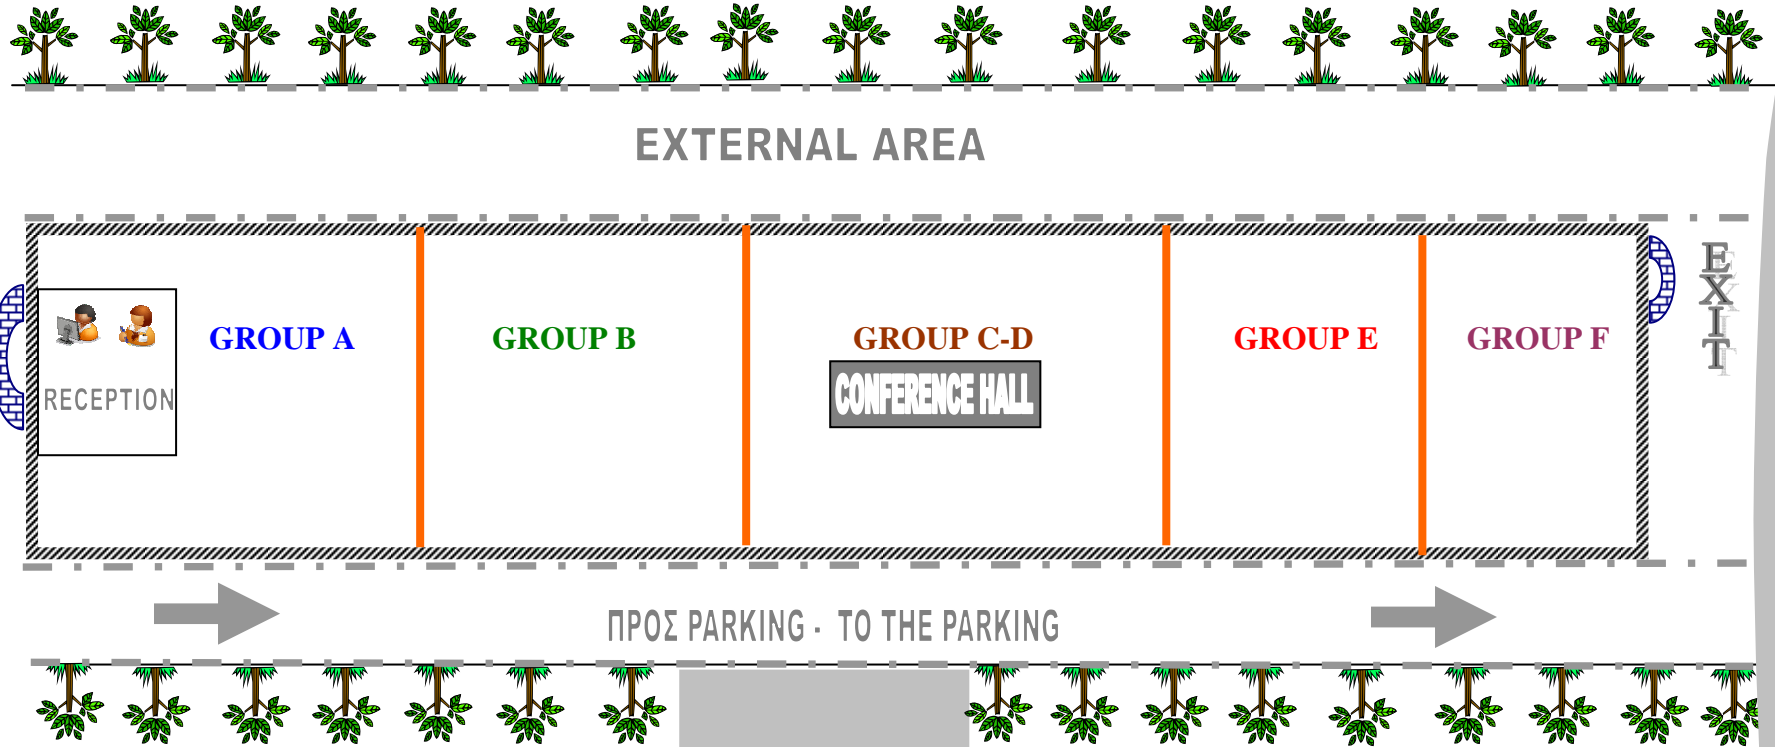 EXTERNAL AREA
EXIT
GROUP A
GROUP B
GROUP C-D
GROUP E
GROUP F
CONFERENCE HALL
RECEPTION
ΠΡΟΣ PARKING - TO THE PARKING